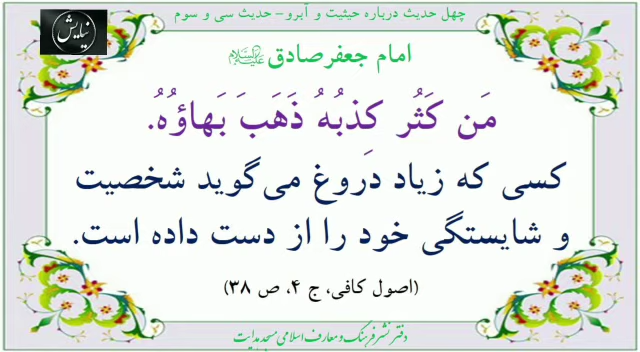 چهل حدیث درباره حیثیت و آبرو- حدیث سی و سوم
نیایش
امام جعفر صادق علیه‌السلام
مَن کَثُر کِذبُهُ ذَهَبَ بَهاؤُهُ.
کسی که زیاد دروغ می‌گوید شخصیت
و شایستگی خود را از دست داده است.
(اصول کافی، ج ۴، ص ۳۸)
دفتر نشر فرهنگ و معارف اسلامی مسجد هدایت